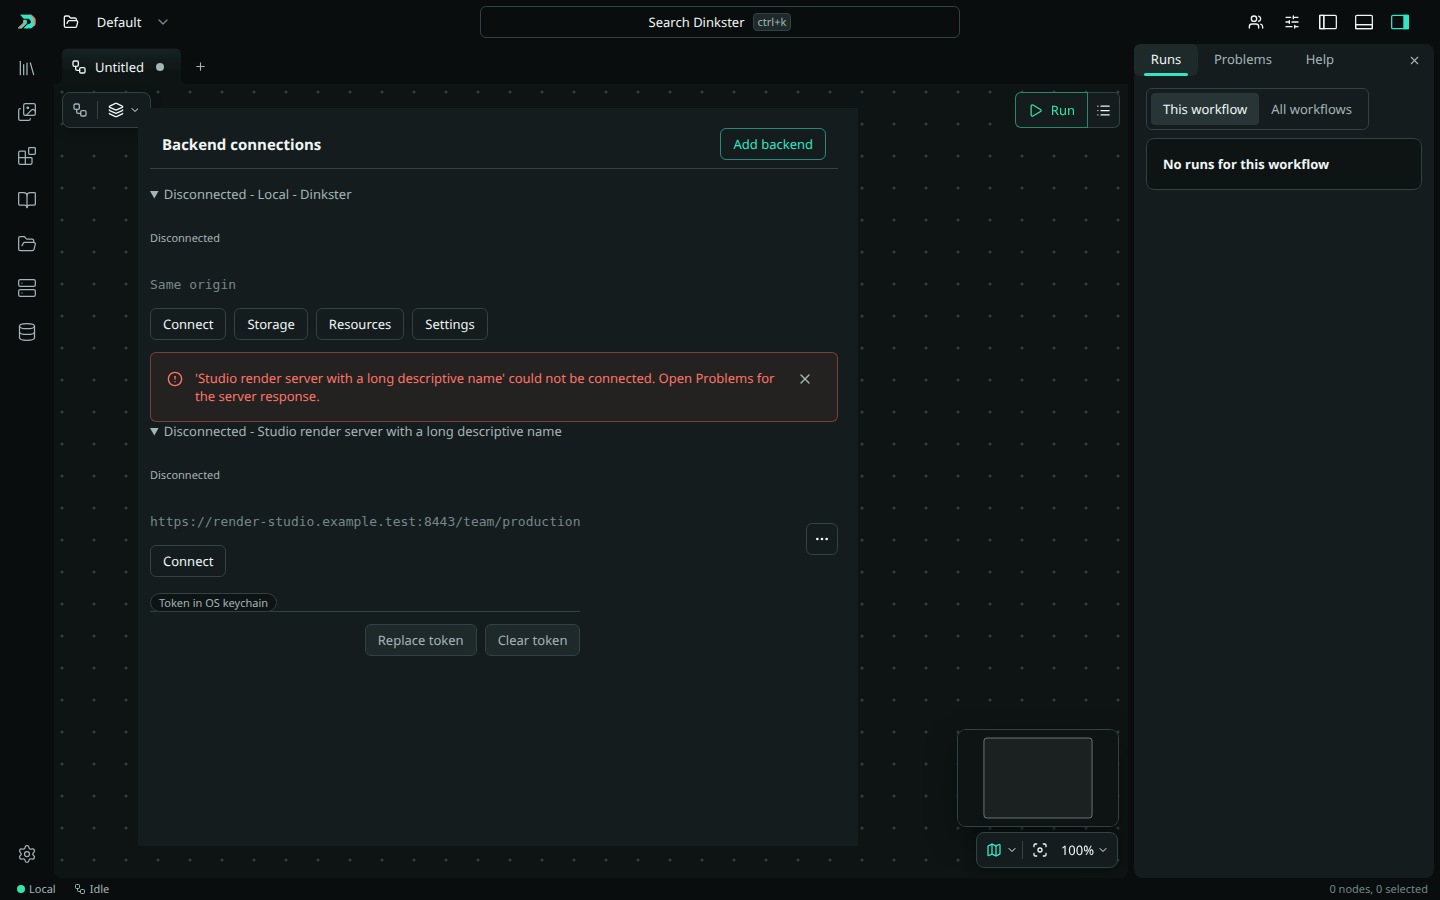 Default
Search Dinkster ctrl+k
Untitled
Run
Runs Problems Help
This workflow All workflows
No runs for this workflow
Backend connections
Add backend
Disconnected - Local - Dinkster
Disconnected
Same origin
Connect Storage Resources Settings
'Studio render server with a long descriptive name' could not be connected. Open Problems for
the server response.
Disconnected - Studio render server with a long descriptive name
Disconnected
https://render-studio.example.test:8443/team/production
Connect
Token in OS keychain
Replace token Clear token
100%
Local Idle
0 nodes, 0 selected